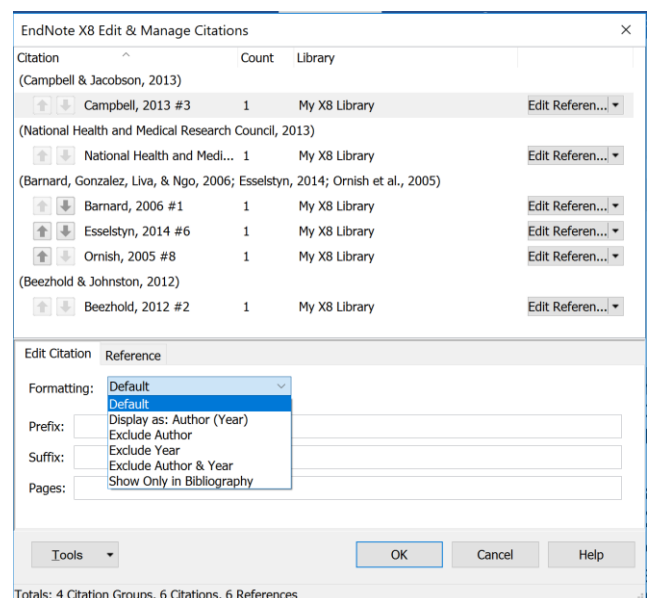 EndNote X8 Edit & Manage Citations
Citation Count Library
(Campbell & Jacobson, 2013)
Campbell, 2013 #3 1 My X8 Library Edit Referen...
(National Health and Medical Research Council, 2013)
National Health and Medi... 1 My X8 Library Edit Referen...
(Barnard, Gonzalez, Liva, & Ngo, 2006; Esselstyn, 2014; Ornish et al., 2005)
Barnard, 2006 #1 1 My X8 Library Edit Referen...
Esselstyn, 2014 #6 1 My X8 Library Edit Referen...
Ornish, 2005 #8 1 My X8 Library Edit Referen...
(Beezhold & Johnston, 2012)
Beezhold, 2012 #2 1 My X8 Library Edit Referen...
Edit Citation Reference
Formatting: Default
Default
Display as: Author (Year)
Prefix:
Exclude Author
Exclude Year
Suffix:
Exclude Author & Year
Show Only in Bibliography
Pages:
Tools OK Cancel Help
Totals: 4 Citation Groups, 6 Citations, 6 References